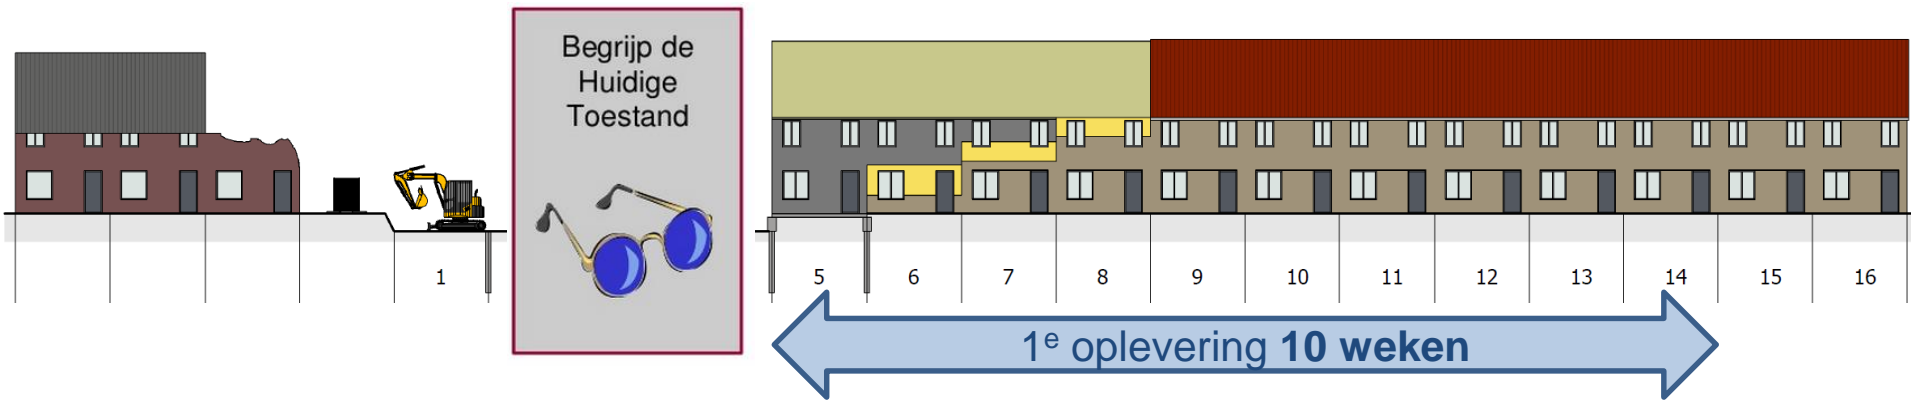 Begrijp de
Huidige
Toestand
1 5 6 7 8 9 10 11 12 13 14 15 16
1e oplevering 10 weken